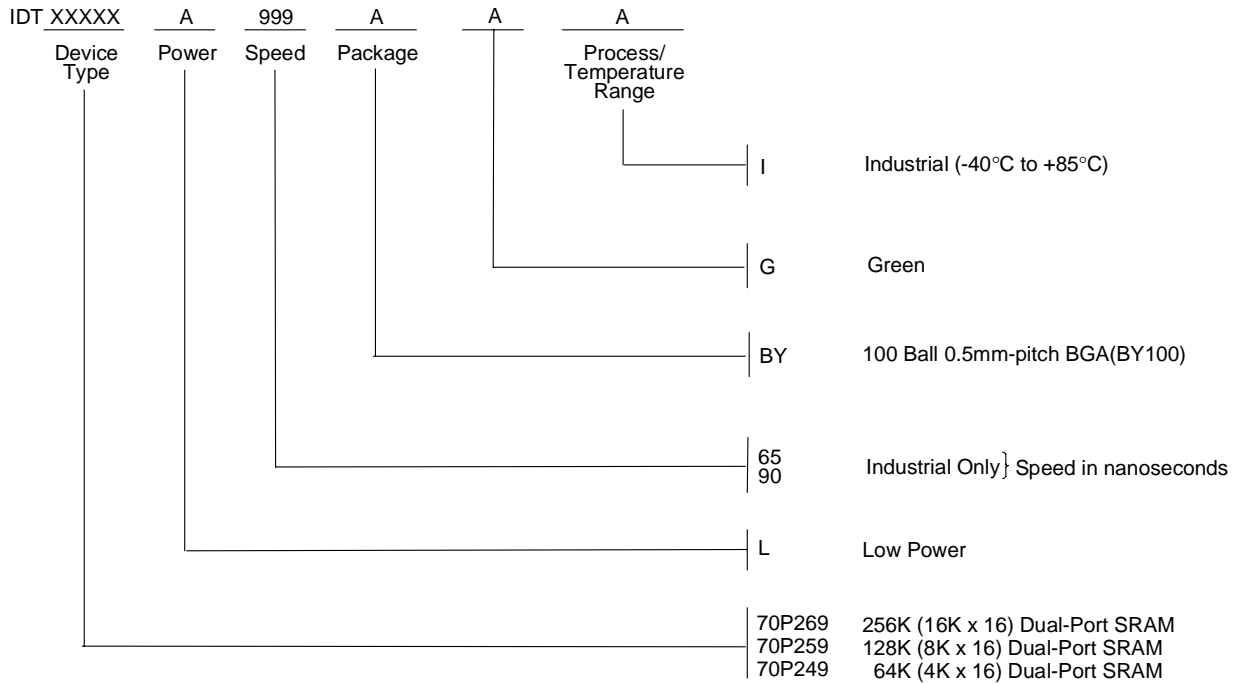 IDT XXXXX A 999 A A A
Device Type Power Speed Package Process/ Temperature Range
I Industrial (-40°C to +85°C)
G Green
BY 100 Ball 0.5mm-pitch BGA(BY100)
65
90
Industrial Only } Speed in nanoseconds
L Low Power
70P269 256K (16K x 16) Dual-Port SRAM
70P259 128K (8K x 16) Dual-Port SRAM
70P249 64K (4K x 16) Dual-Port SRAM